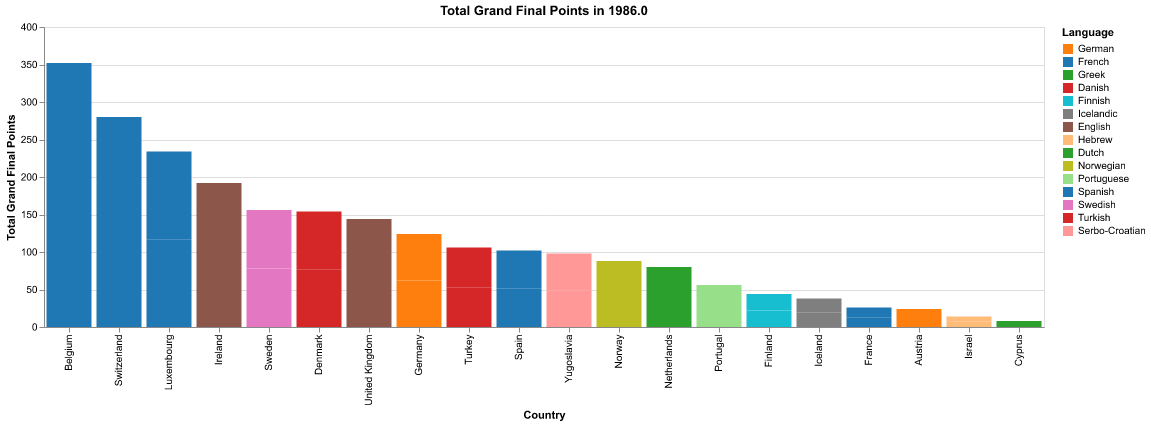 Total Grand Final Points in 1986.0
Total Grand Final Points
400
350
300
250
200
150
100
50
0
Belgium
Switzerland
Luxembourg
Ireland
Sweden
Denmark
United Kingdom
Germany
Turkey
Spain
Yugoslavia
Norway
Netherlands
Portugal
Finland
Iceland
France
Austria
Israel
Cyprus
Country
Language
German
French
Greek
Danish
Finnish
Icelandic
English
Hebrew
Dutch
Norwegian
Portuguese
Spanish
Swedish
Turkish
Serbo-Croatian